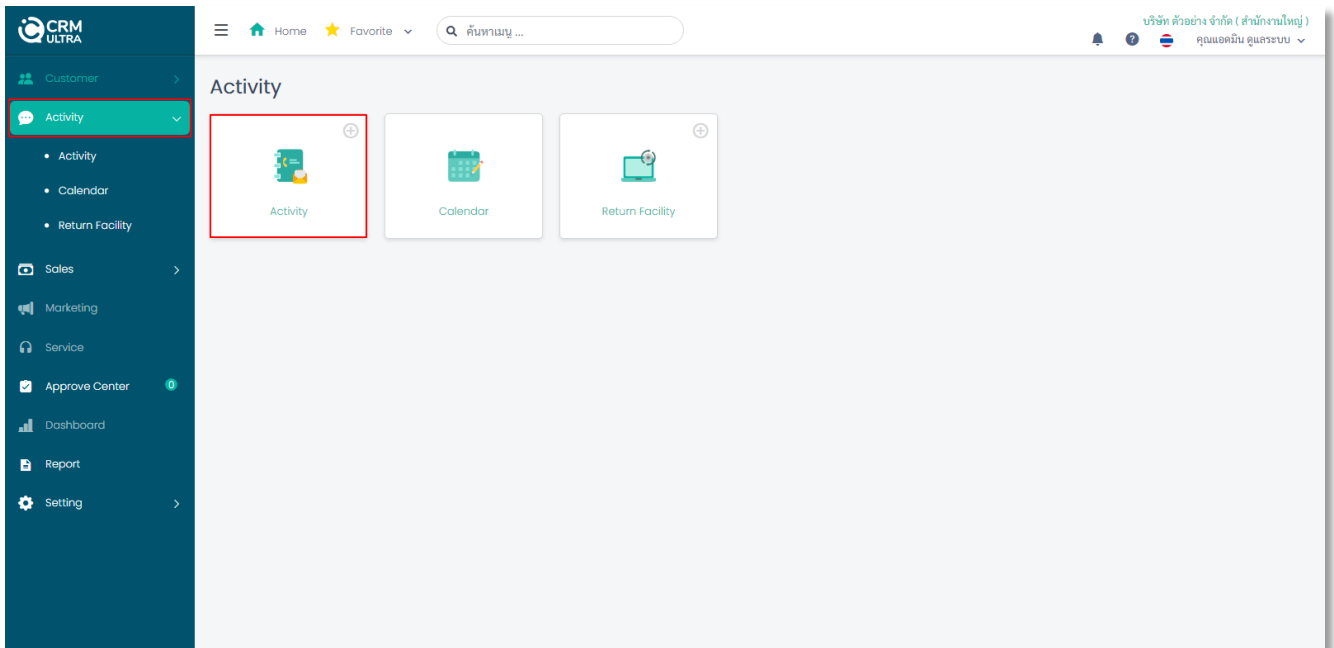 CRM
ULTRA
Home
Favorite
ค้นหาเมนู ...
บริษัท ตัวอย่าง จำกัด ( สำนักงานใหญ่ )
คุณแอดมิน ดูแลระบบ
Customer
Activity
Activity
Calendar
Return Facility
Sales
Marketing
Service
Approve Center 0
Dashboard
Report
Setting
Activity
Activity
Calendar
Return Facility